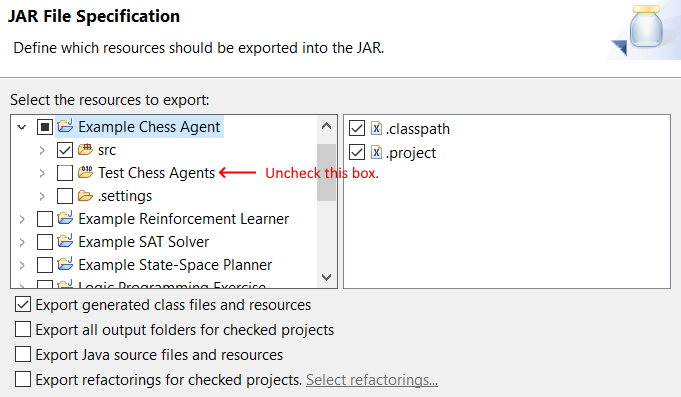 JAR File Specification
Define which resources should be exported into the JAR.
Select the resources to export:
Example Chess Agent
src
Test Chess Agents
Uncheck this box.
.settings
Example Reinforcement Learner
Example SAT Solver
Example State-Space Planner
Logic Programming Exercise
.classpath
.project
Export generated class files and resources
Export all output folders for checked projects
Export Java source files and resources
Export refactorings for checked projects. Select refactorings...